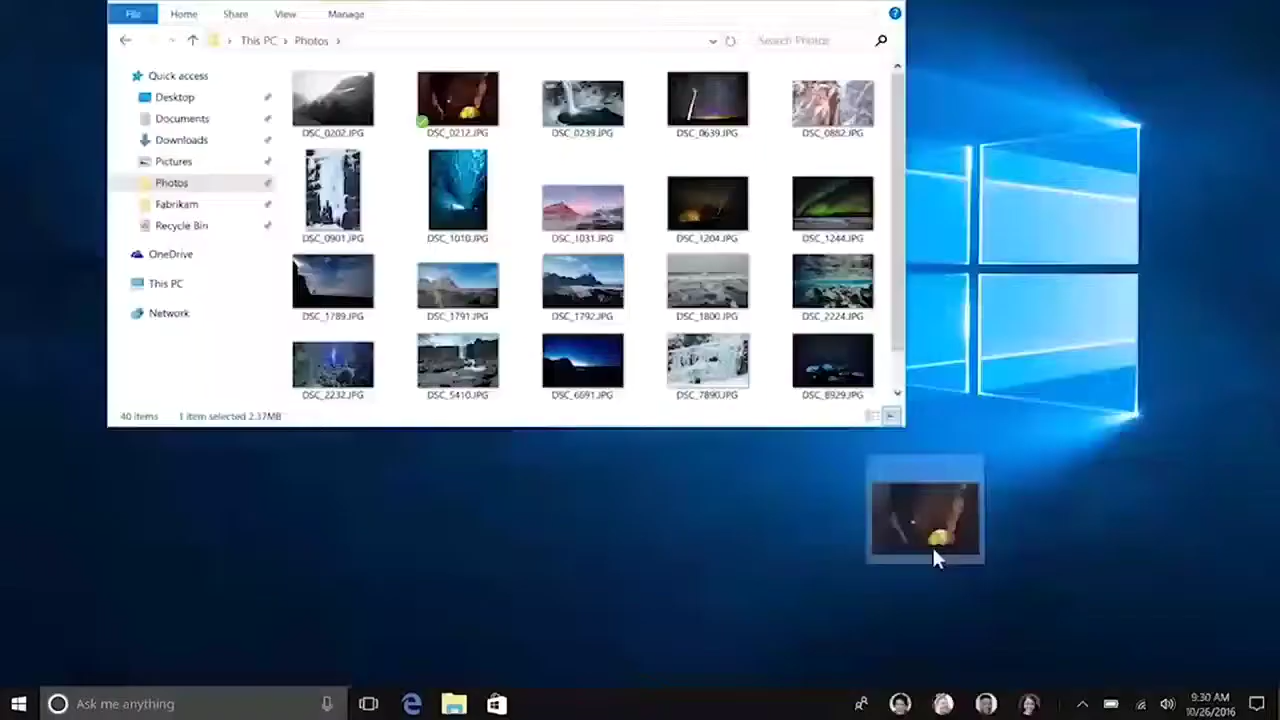 File Home Share View Manage
This PC Photos Search Photos
Quick access
Desktop
Documents
Downloads
Pictures
Photos
Fabrikam
Recycle Bin
OneDrive
This PC
Network
DSC_0202.JPG DSC_0212.JPG DSC_0239.JPG DSC_0639.JPG DSC_0882.JPG
DSC_0901.JPG DSC_1010.JPG DSC_1031.JPG DSC_1204.JPG DSC_1244.JPG
DSC_1789.JPG DSC_1791.JPG DSC_1792.JPG DSC_1800.JPG DSC_2224.JPG
DSC_2232.JPG DSC_5410.JPG DSC_6691.JPG DSC_7890.JPG DSC_8929.JPG
40 items 1 item selected 2.37MB
Ask me anything
9:30 AM
10/26/2016